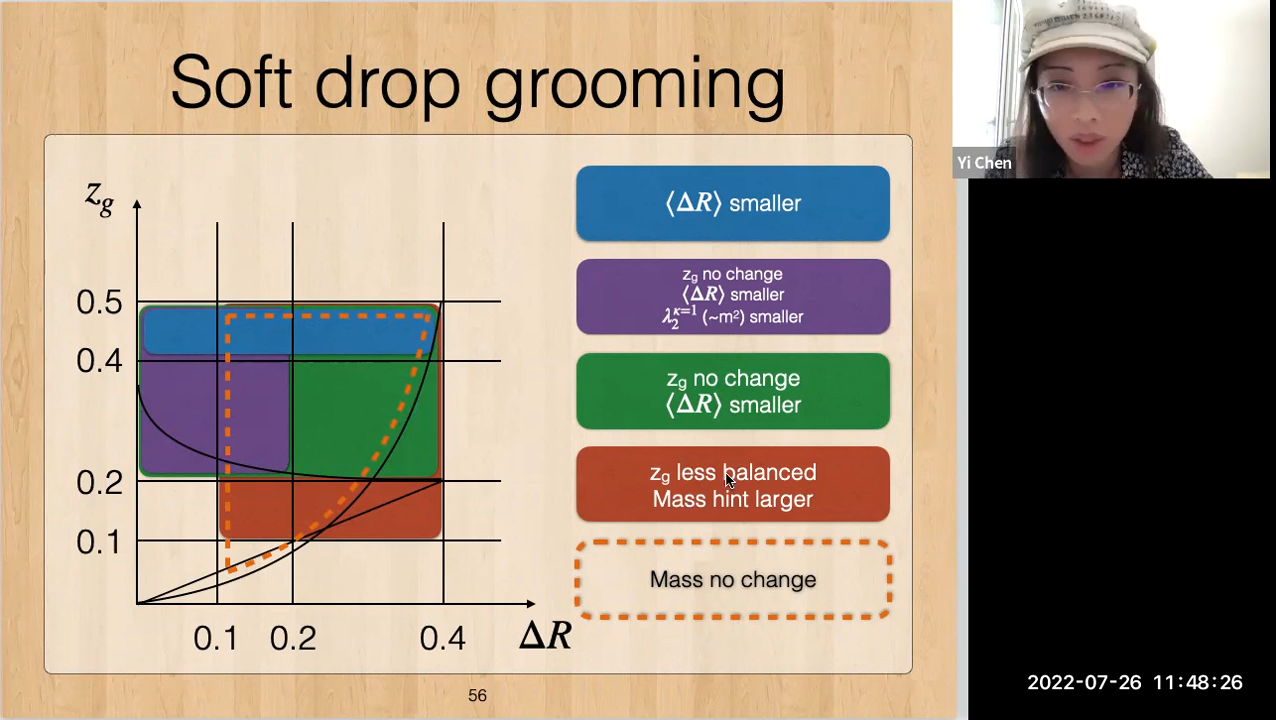 Soft drop grooming
z_g
0.5
0.4
0.2
0.1
0.1 0.2 0.4 ΔR
⟨ΔR⟩ smaller
z_g no change
⟨ΔR⟩ smaller
λ₂^{κ=1} (~m²) smaller
z_g no change
⟨ΔR⟩ smaller
z_g less balanced
Mass hint larger
Mass no change
56
Yi Chen
2022-07-26 11:48:26